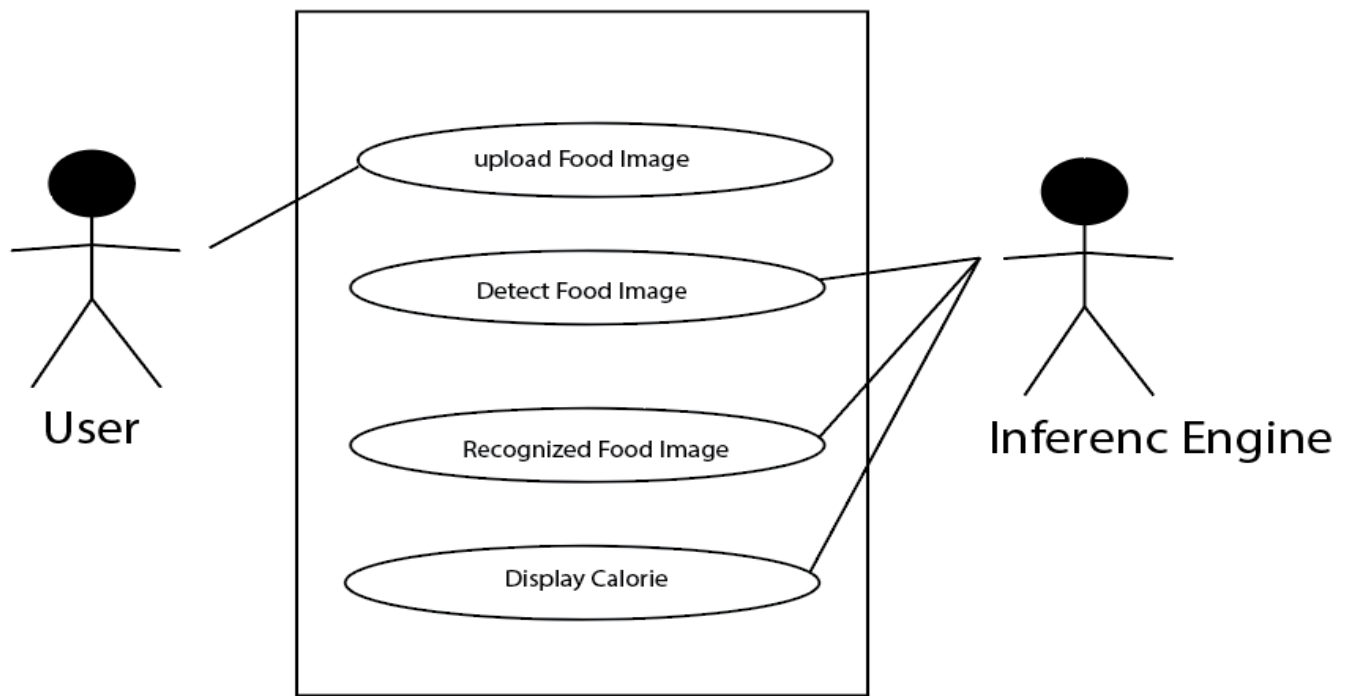 upload Food Image
Detect Food Image
User
Inferenc Engine
Recognized Food Image
Display Calorie